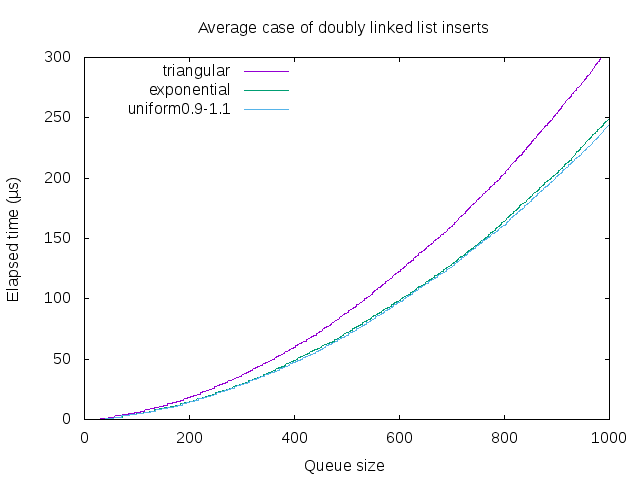 Average case of doubly linked list inserts
triangular
exponential
uniform0.9-1.1
Elapsed time (µs)
300
250
200
150
100
50
0
0 200 400 600 800 1000
Queue size